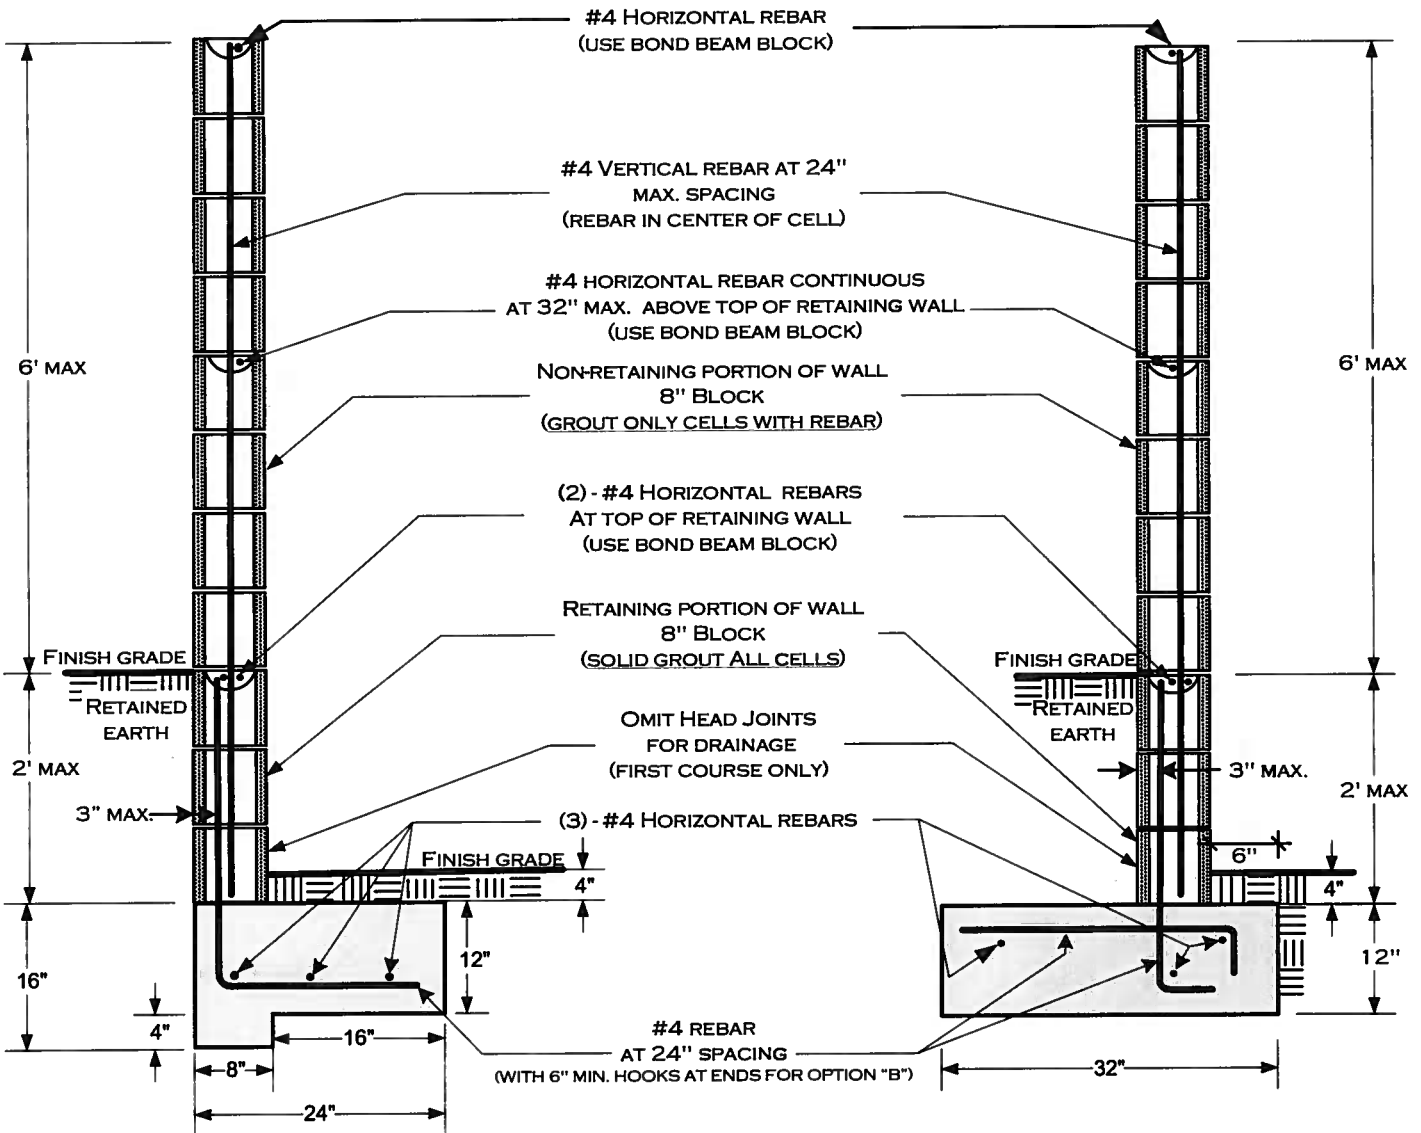 #4 HORIZONTAL REBAR
(USE BOND BEAM BLOCK)
#4 VERTICAL REBAR AT 24"
MAX. SPACING
(REBAR IN CENTER OF CELL)
#4 HORIZONTAL REBAR CONTINUOUS
AT 32" MAX. ABOVE TOP OF RETAINING WALL
(USE BOND BEAM BLOCK)
6' MAX
6' MAX
NON-RETAINING PORTION OF WALL
8" BLOCK
(GROUT ONLY CELLS WITH REBAR)
(2) - #4 HORIZONTAL REBARS
AT TOP OF RETAINING WALL
(USE BOND BEAM BLOCK)
RETAINING PORTION OF WALL
8" BLOCK
(SOLID GROUT ALL CELLS)
FINISH GRADE
RETAINED
EARTH
FINISH GRADE
RETAINED
EARTH
OMIT HEAD JOINTS
FOR DRAINAGE
(FIRST COURSE ONLY)
2' MAX
3" MAX.
3" MAX.
2' MAX
(3) - #4 HORIZONTAL REBARS
FINISH GRADE
4"
6"
4"
16"
12"
12"
4"
16"
8"
24"
#4 REBAR
AT 24" SPACING
(WITH 6" MIN. HOOKS AT ENDS FOR OPTION "B")
32"